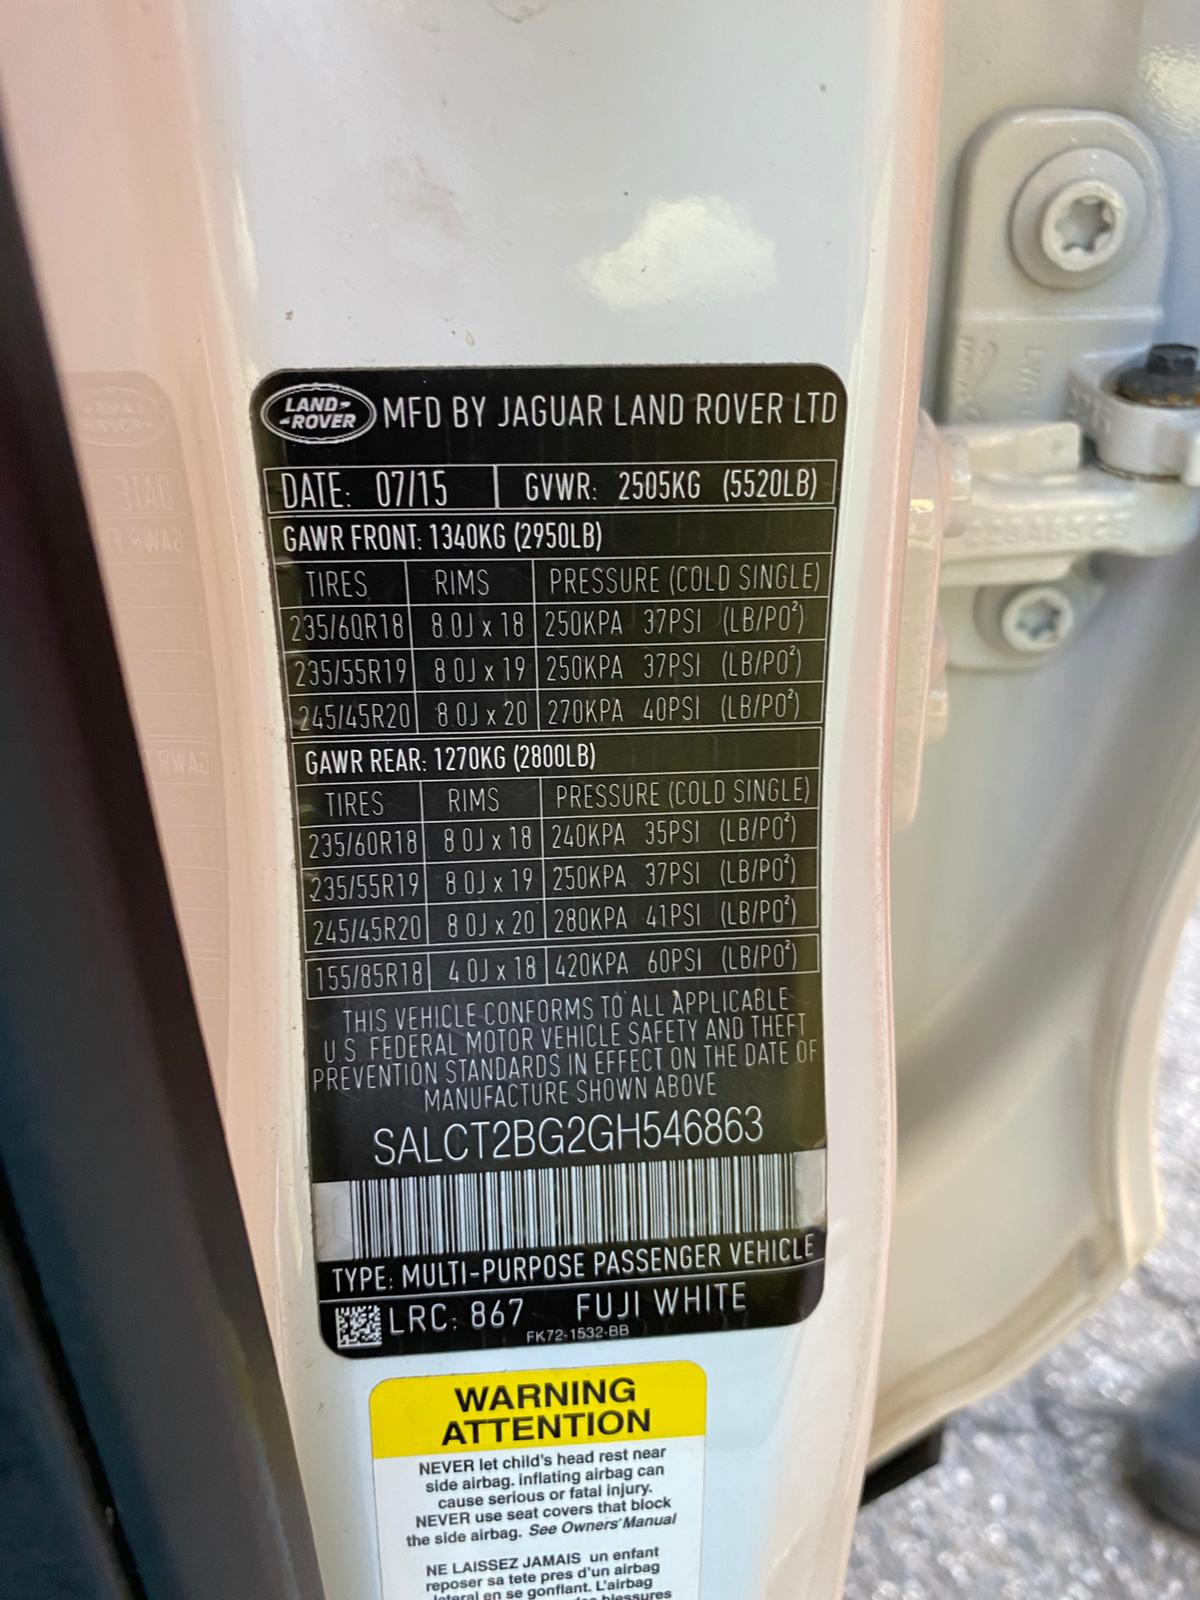 LAND ROVER MFD BY JAGUAR LAND ROVER LTD
DATE: 07/15 GVWR: 2505KG (5520LB)
GAWR FRONT: 1340KG (2950LB)
TIRES RIMS PRESSURE (COLD SINGLE)
235/60R18 8.0J x 18 250KPA 37PSI (LB/PO²)
235/55R19 8.0J x 19 250KPA 37PSI (LB/PO²)
245/45R20 8.0J x 20 270KPA 40PSI (LB/PO²)
GAWR REAR: 1270KG (2800LB)
TIRES RIMS PRESSURE (COLD SINGLE)
235/60R18 8.0J x 18 240KPA 35PSI (LB/PO²)
235/55R19 8.0J x 19 250KPA 37PSI (LB/PO²)
245/45R20 8.0J x 20 280KPA 41PSI (LB/PO²)
155/85R18 4.0J x 18 420KPA 60PSI (LB/PO²)
THIS VEHICLE CONFORMS TO ALL APPLICABLE
U.S. FEDERAL MOTOR VEHICLE SAFETY AND THEFT
PREVENTION STANDARDS IN EFFECT ON THE DATE OF
MANUFACTURE SHOWN ABOVE
SALCT2BG2GH546863
TYPE: MULTI-PURPOSE PASSENGER VEHICLE
LRC: 867 FUJI WHITE
FK72-1532-BB
WARNING
ATTENTION
NEVER let child's head rest near
side airbag. inflating airbag can
cause serious or fatal injury.
NEVER use seat covers that block
the side airbag. See Owners' Manual
NE LAISSEZ JAMAIS un enfant
reposer sa tete pres d'un airbag
lateral en se gonflant. L'airbag
blessures